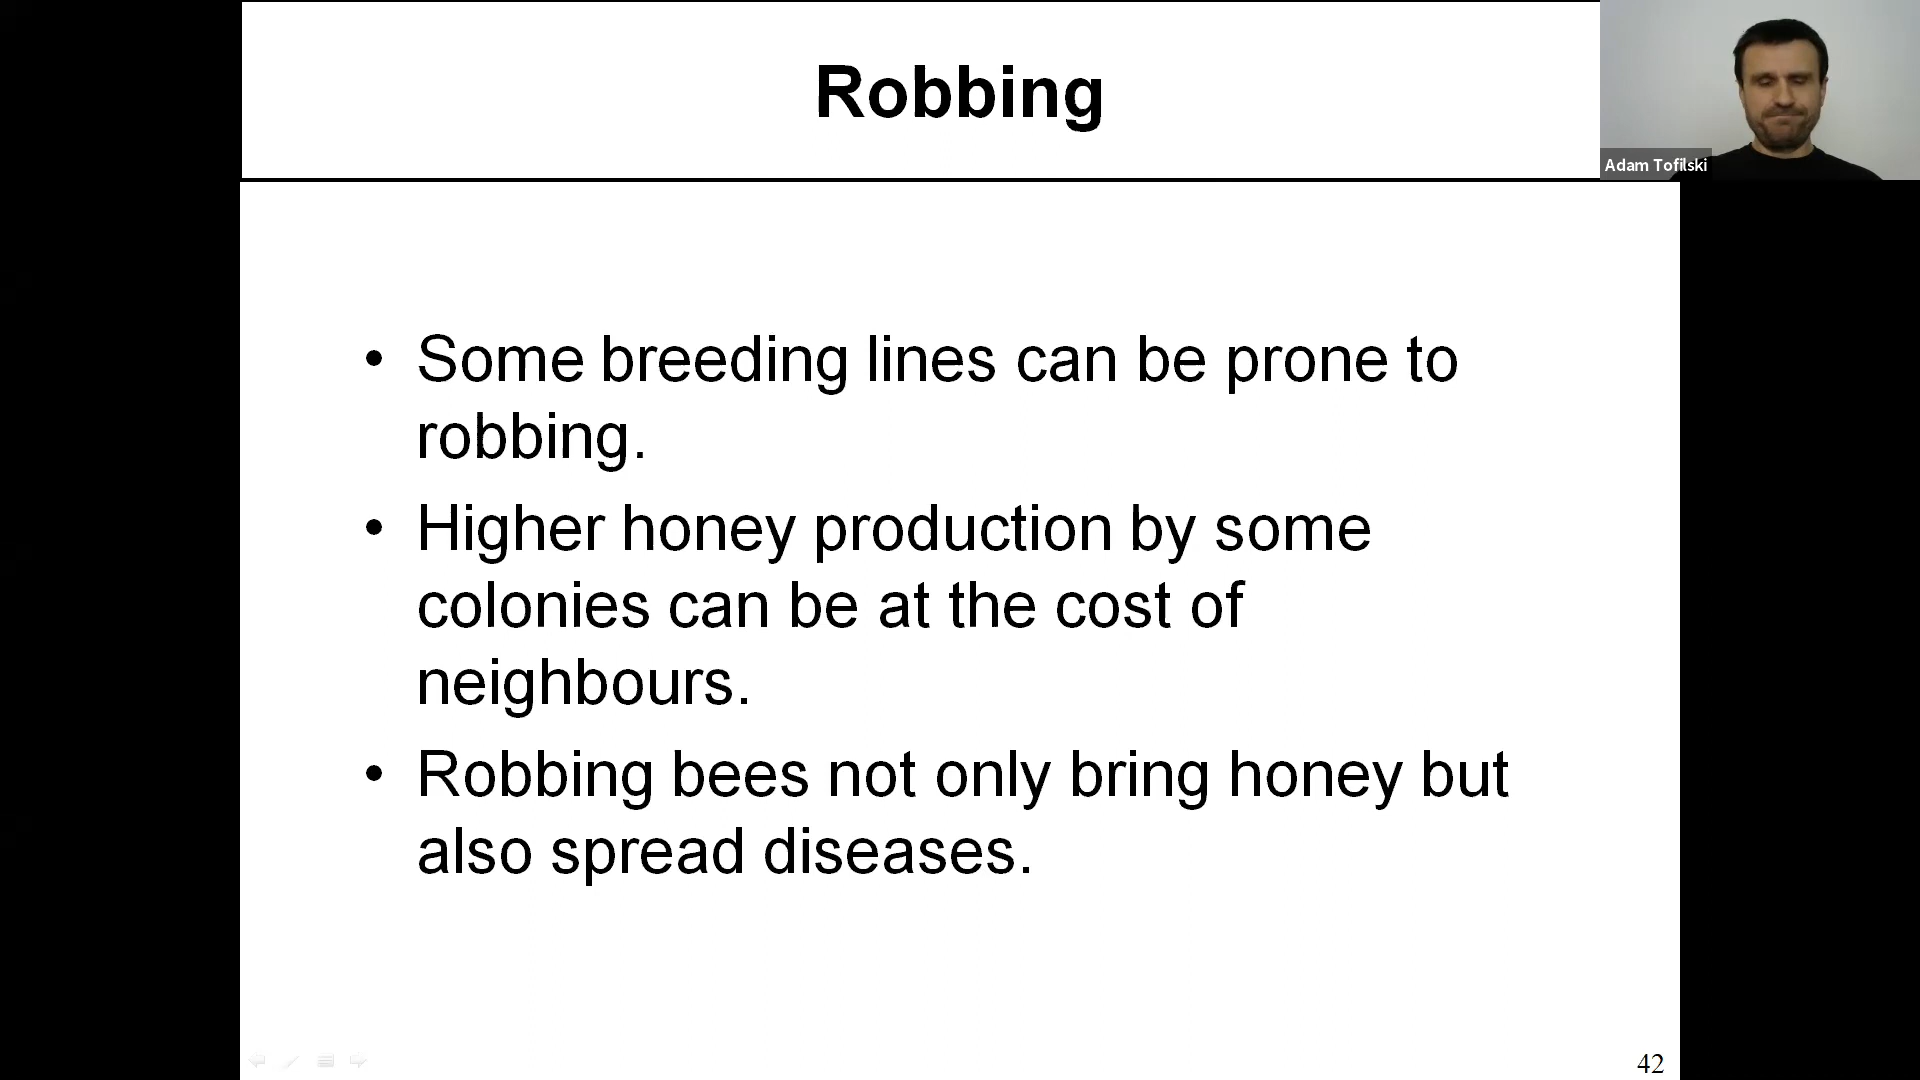 Robbing
Adam Tofilski
• Some breeding lines can be prone to
robbing.
• Higher honey production by some
colonies can be at the cost of
neighbours.
• Robbing bees not only bring honey but
also spread diseases.
42